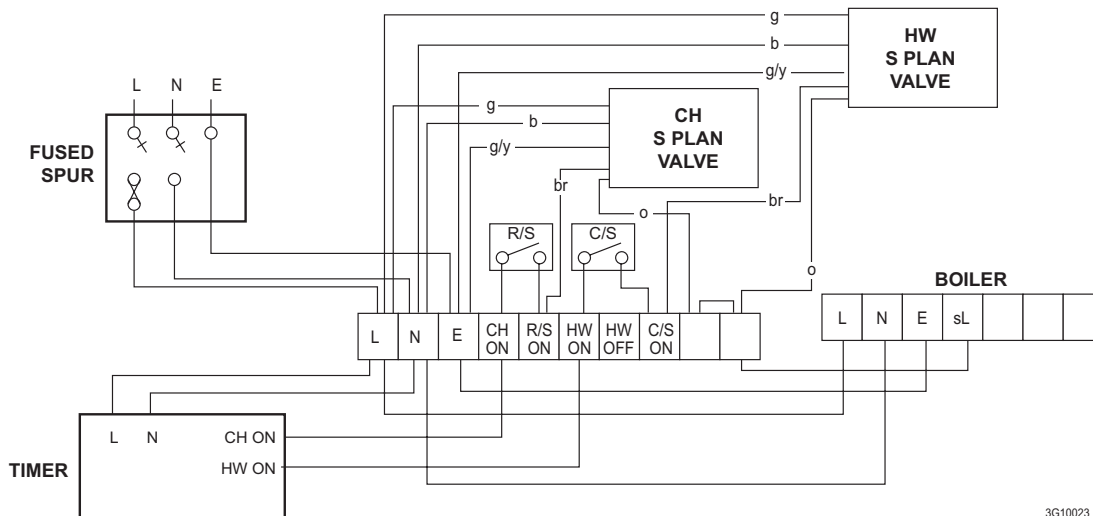 g
HW
S PLAN
VALVE
b
g/y
L N E
g
CH
S PLAN
VALVE
b
FUSED
SPUR
g/y
br
br
o
R/S
C/S
o
BOILER
L N E CH ON R/S ON HW ON HW OFF C/S ON
L N E sL
L N CH ON
HW ON
TIMER
3G10023